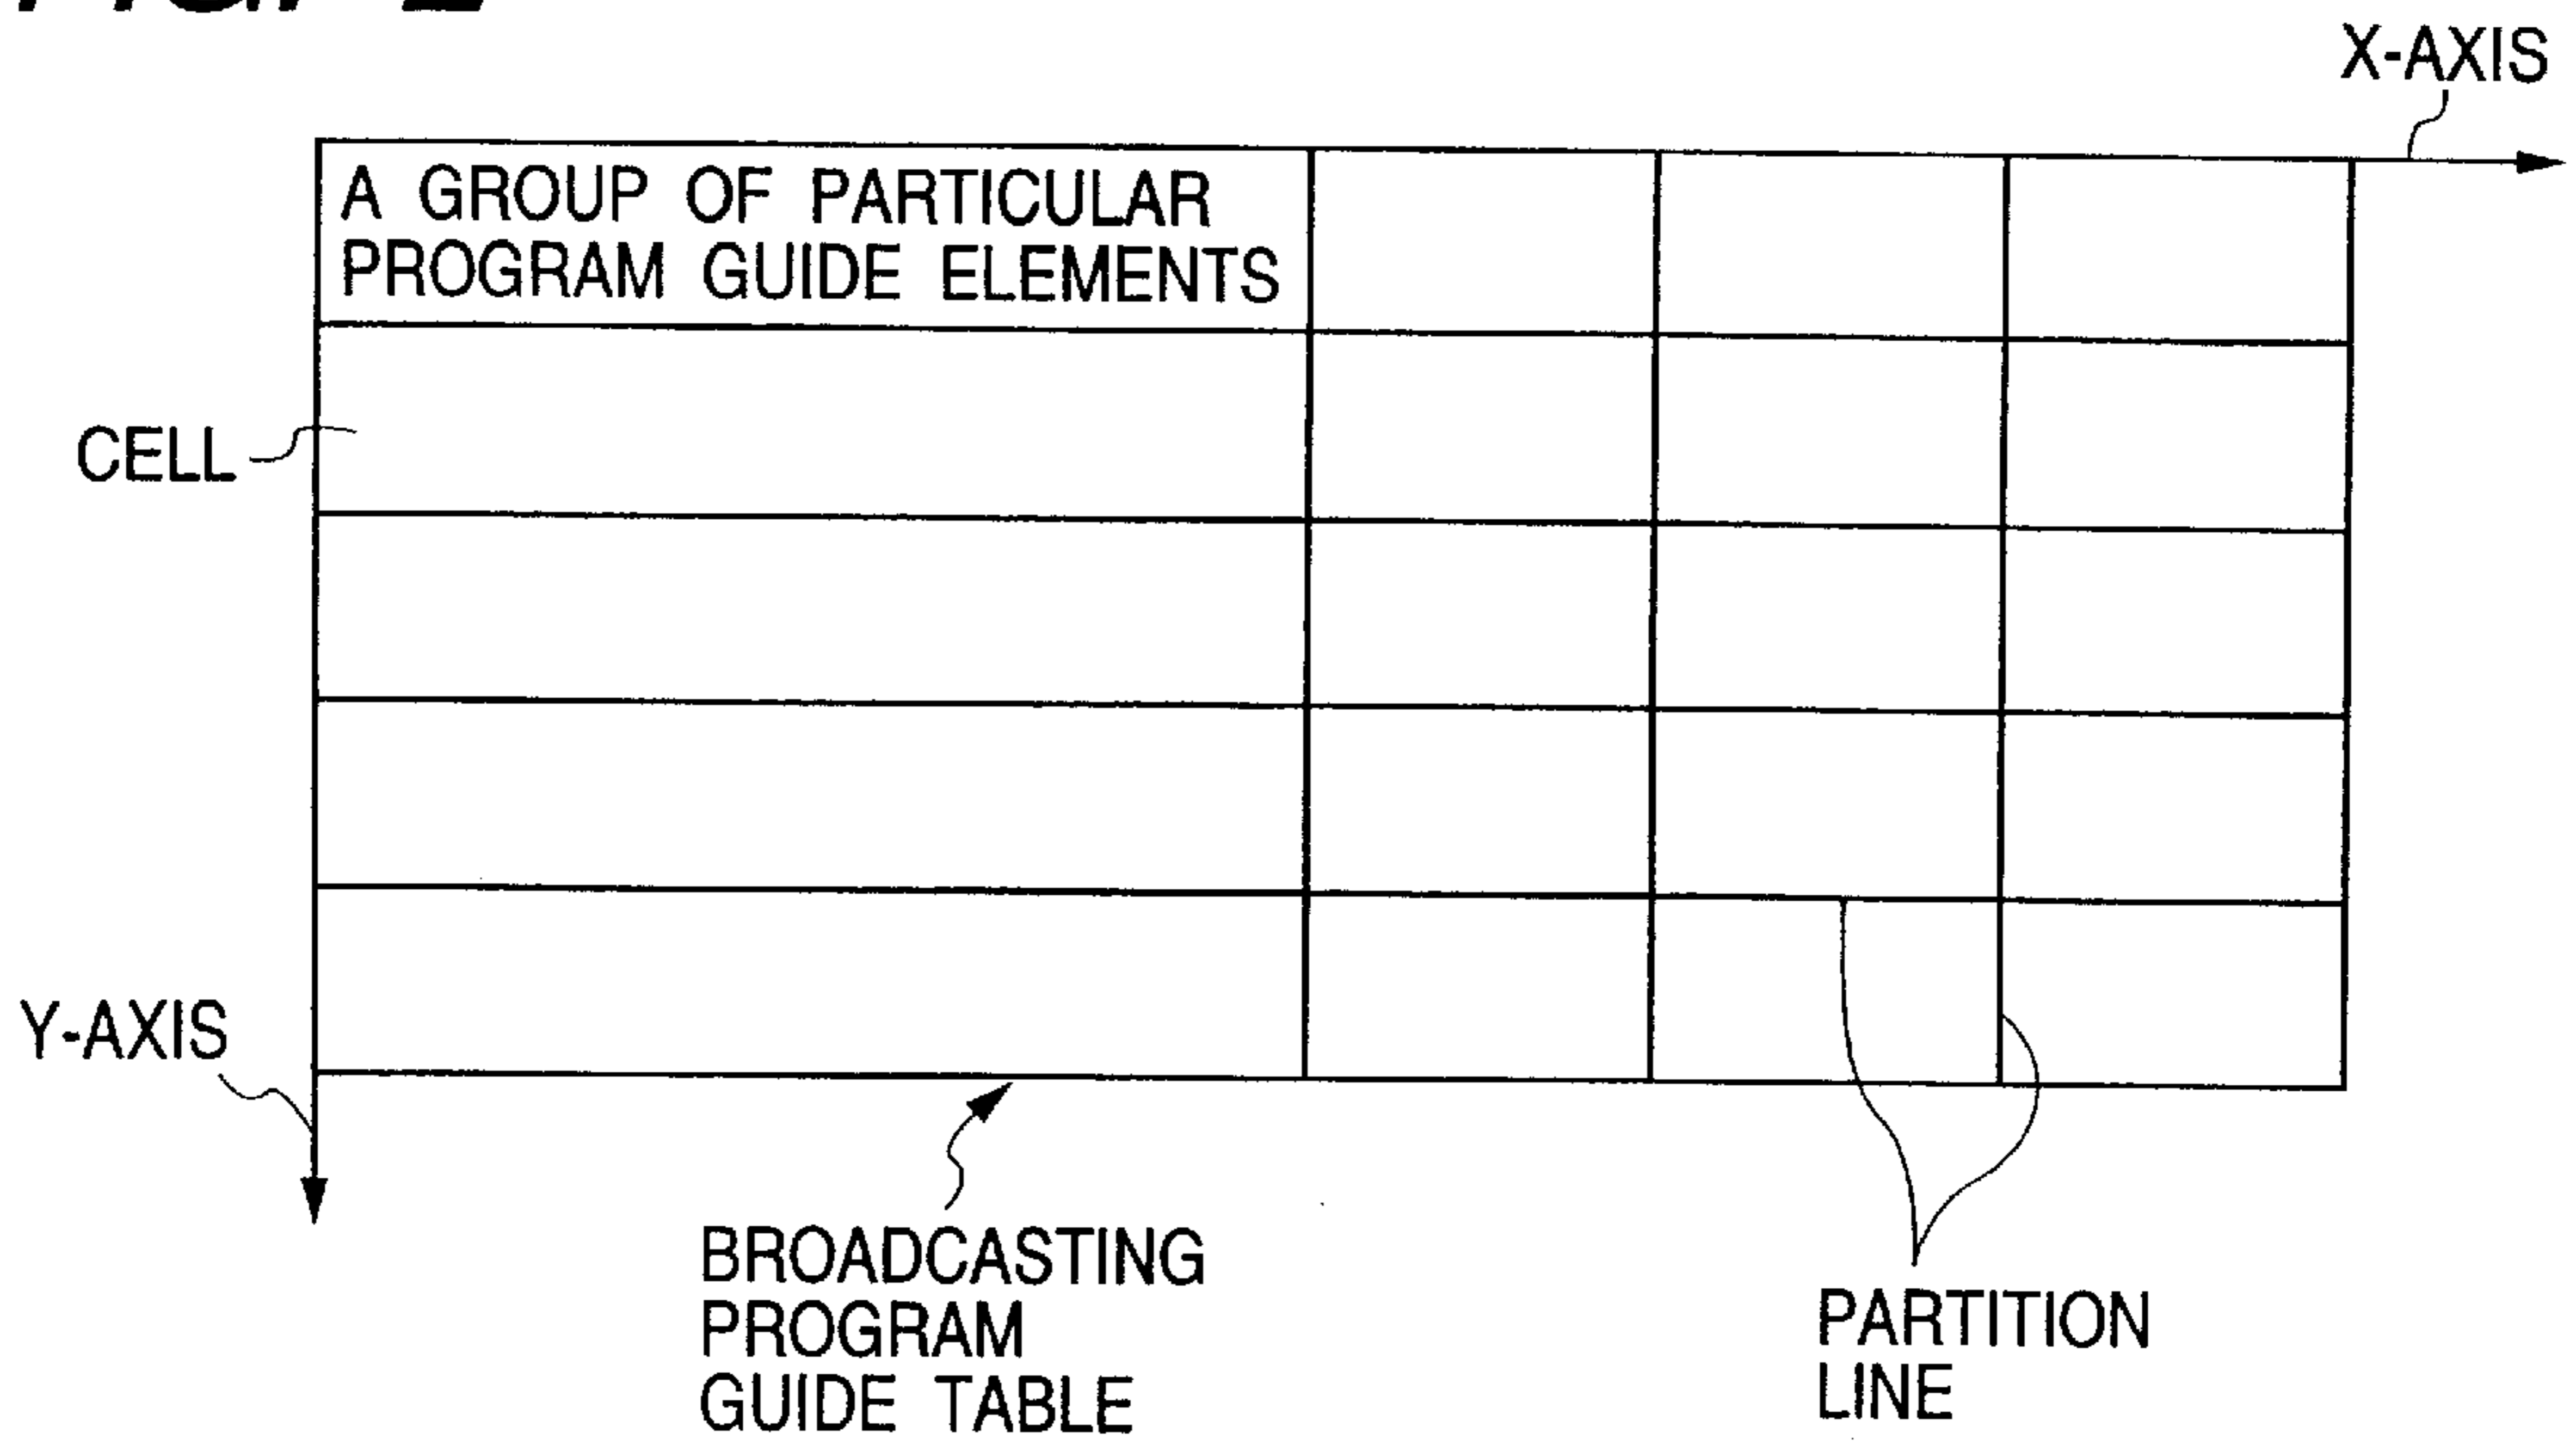 X-AXIS
A GROUP OF PARTICULAR
PROGRAM GUIDE ELEMENTS
CELL
Y-AXIS
BROADCASTING
PROGRAM
GUIDE TABLE
PARTITION
LINE